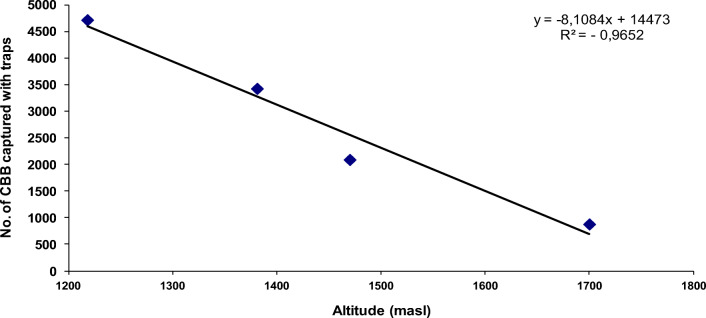 y = -8,1084x + 14473
R² = - 0,9652
No. of CBB captured with traps
5000
4500
4000
3500
3000
2500
2000
1500
1000
500
0
1200 1300 1400 1500 1600 1700 1800
Altitude (masl)